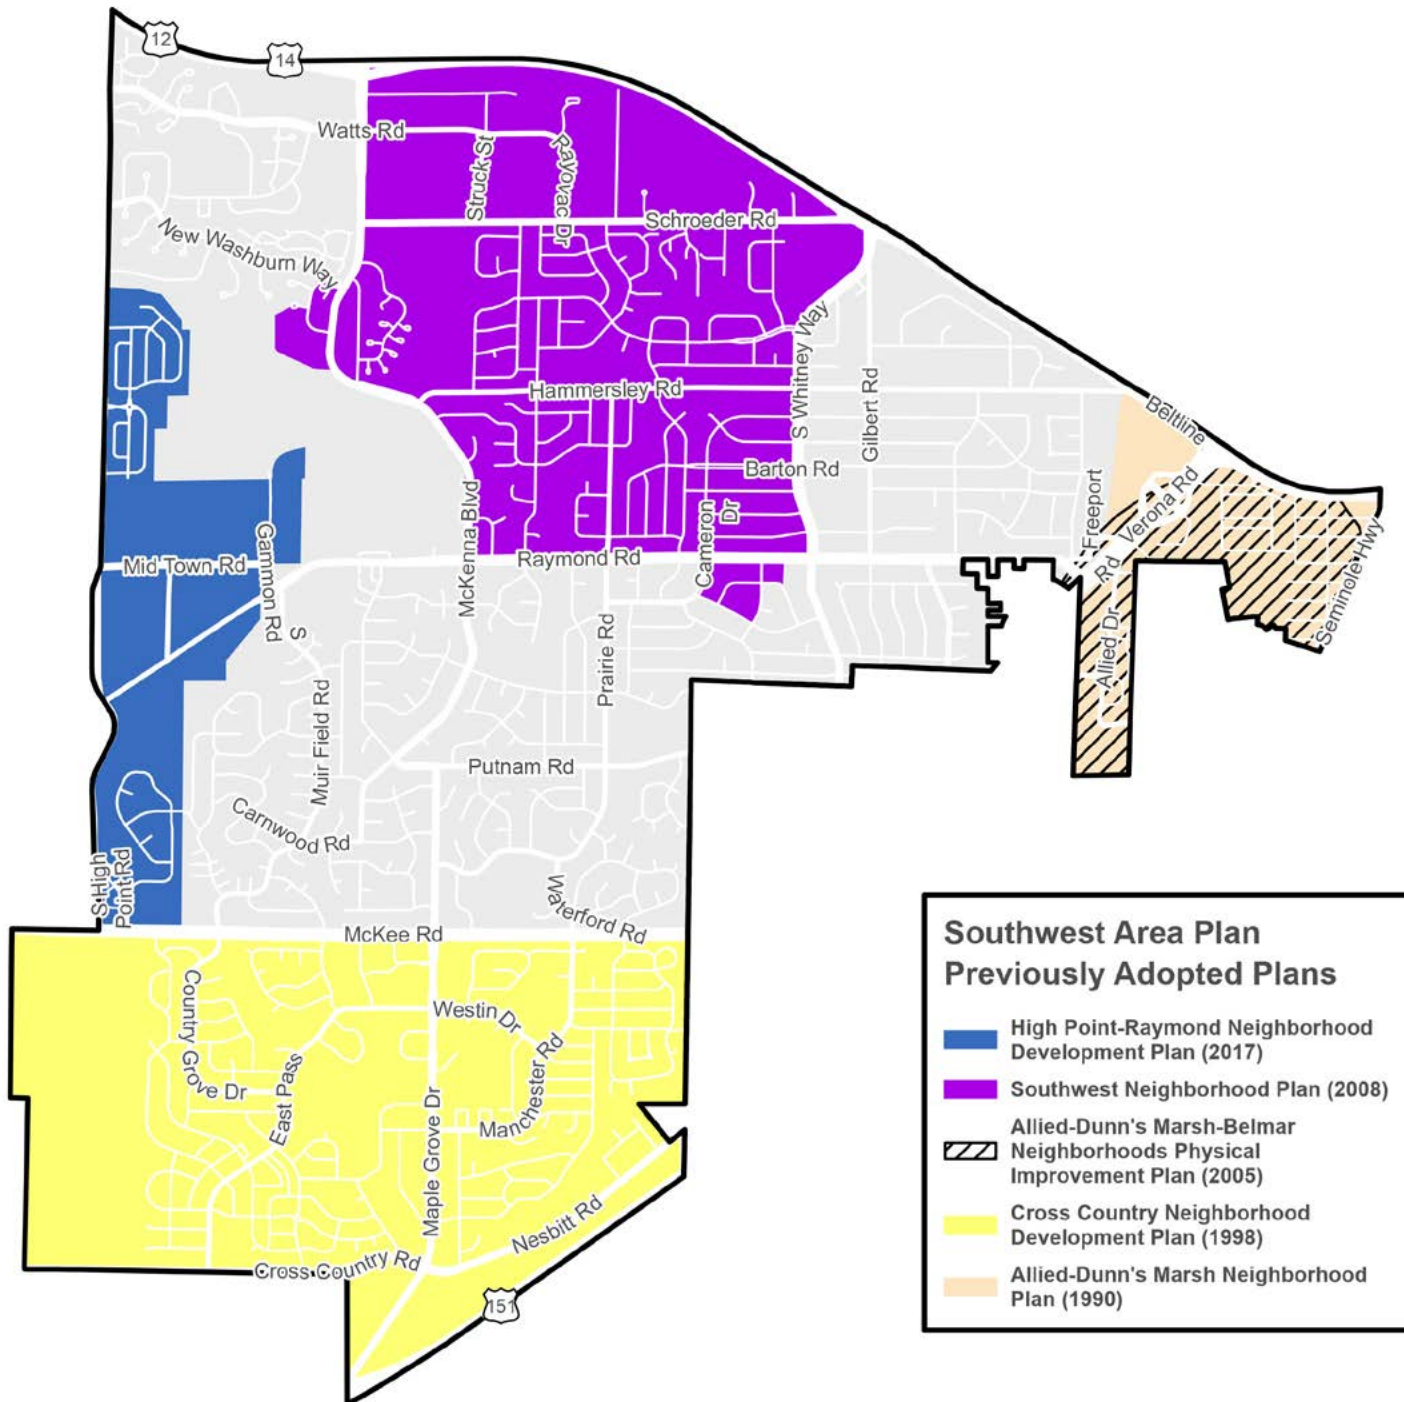 12
14
Watts Rd
Struck St
Rayovac Dr
Schroeder Rd
New Washburn Way
S Whitney Way
Hammersley Rd
Gilbert Rd
Beltline
Barton Rd
Freeport
Rd
Verona Rd
McKenna Blvd
Cameron
Dr
Raymond Rd
Mid Town Rd
S
Gammon Rd
Seminole Hwy
Allied Dr
Prairie Rd
Muir Field Rd
Putnam Rd
Carnwood Rd
S High
Point Rd
Waterford Rd
McKee Rd
Country Grove Dr
Westin Dr
East Pass
Manchester Rd
Maple Grove Dr
Nesbitt Rd
Cross Country Rd
151
Southwest Area Plan
Previously Adopted Plans
High Point-Raymond Neighborhood
Development Plan (2017)
Southwest Neighborhood Plan (2008)
Allied-Dunn's Marsh-Belmar
Neighborhoods Physical
Improvement Plan (2005)
Cross Country Neighborhood
Development Plan (1998)
Allied-Dunn's Marsh Neighborhood
Plan (1990)